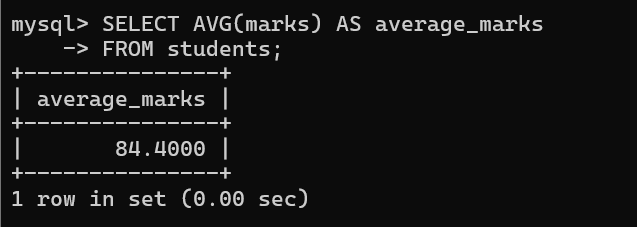 mysql> SELECT AVG(marks) AS average_marks
    -> FROM students;
+---------------+
| average_marks |
+---------------+
|       84.4000 |
+---------------+
1 row in set (0.00 sec)